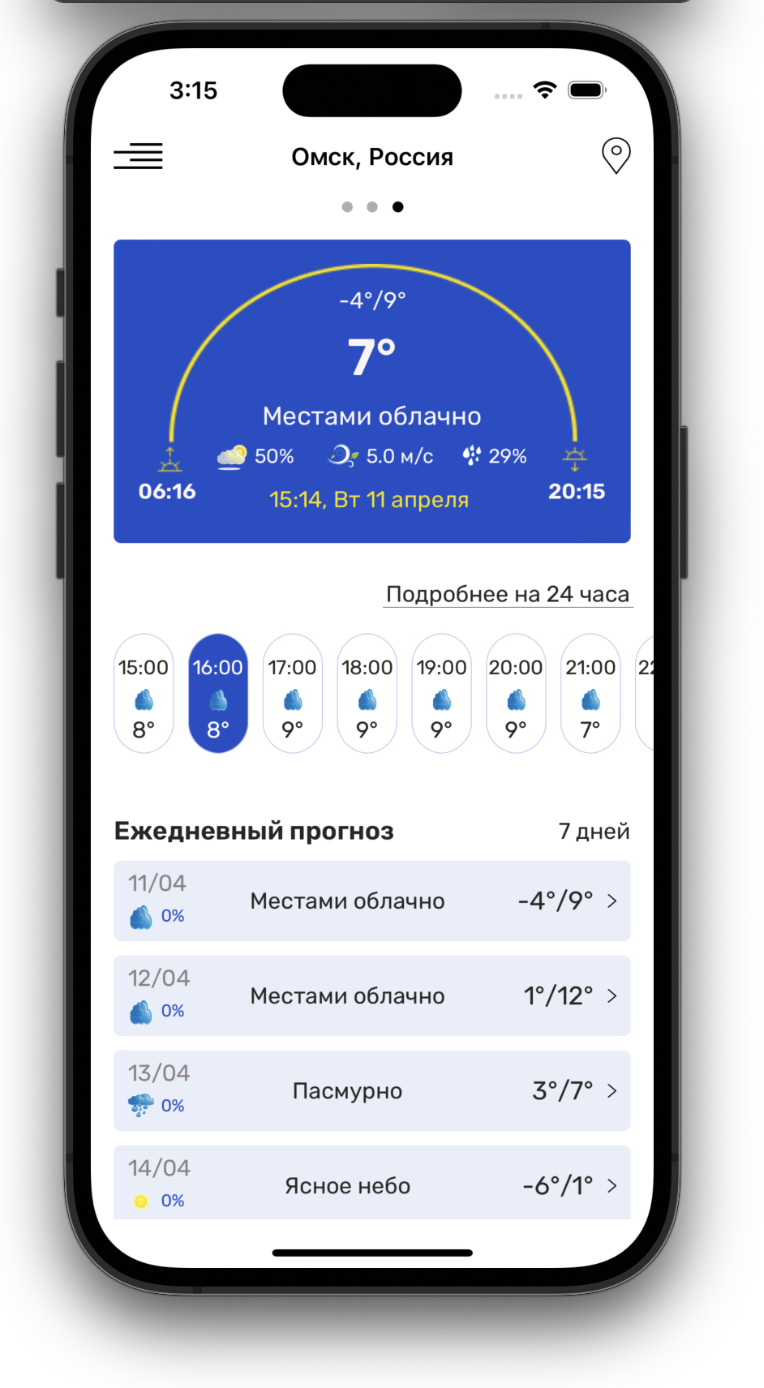 3:15
Омск, Россия
-4°/9°
7°
Местами облачно
50% 5.0 м/с 29%
06:16 15:14, Вт 11 апреля 20:15
Подробнее на 24 часа
15:00 16:00 17:00 18:00 19:00 20:00 21:00
8° 8° 9° 9° 9° 9° 7°
Ежедневный прогноз 7 дней
11/04
0% Местами облачно -4°/9° >
12/04
0% Местами облачно 1°/12° >
13/04
0% Пасмурно 3°/7° >
14/04
0% Ясное небо -6°/1° >